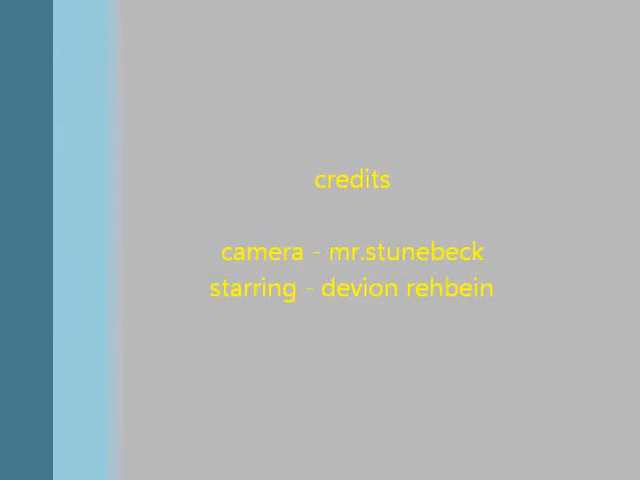 credits
camera - mr.stunebeck
starring - devion rehbein